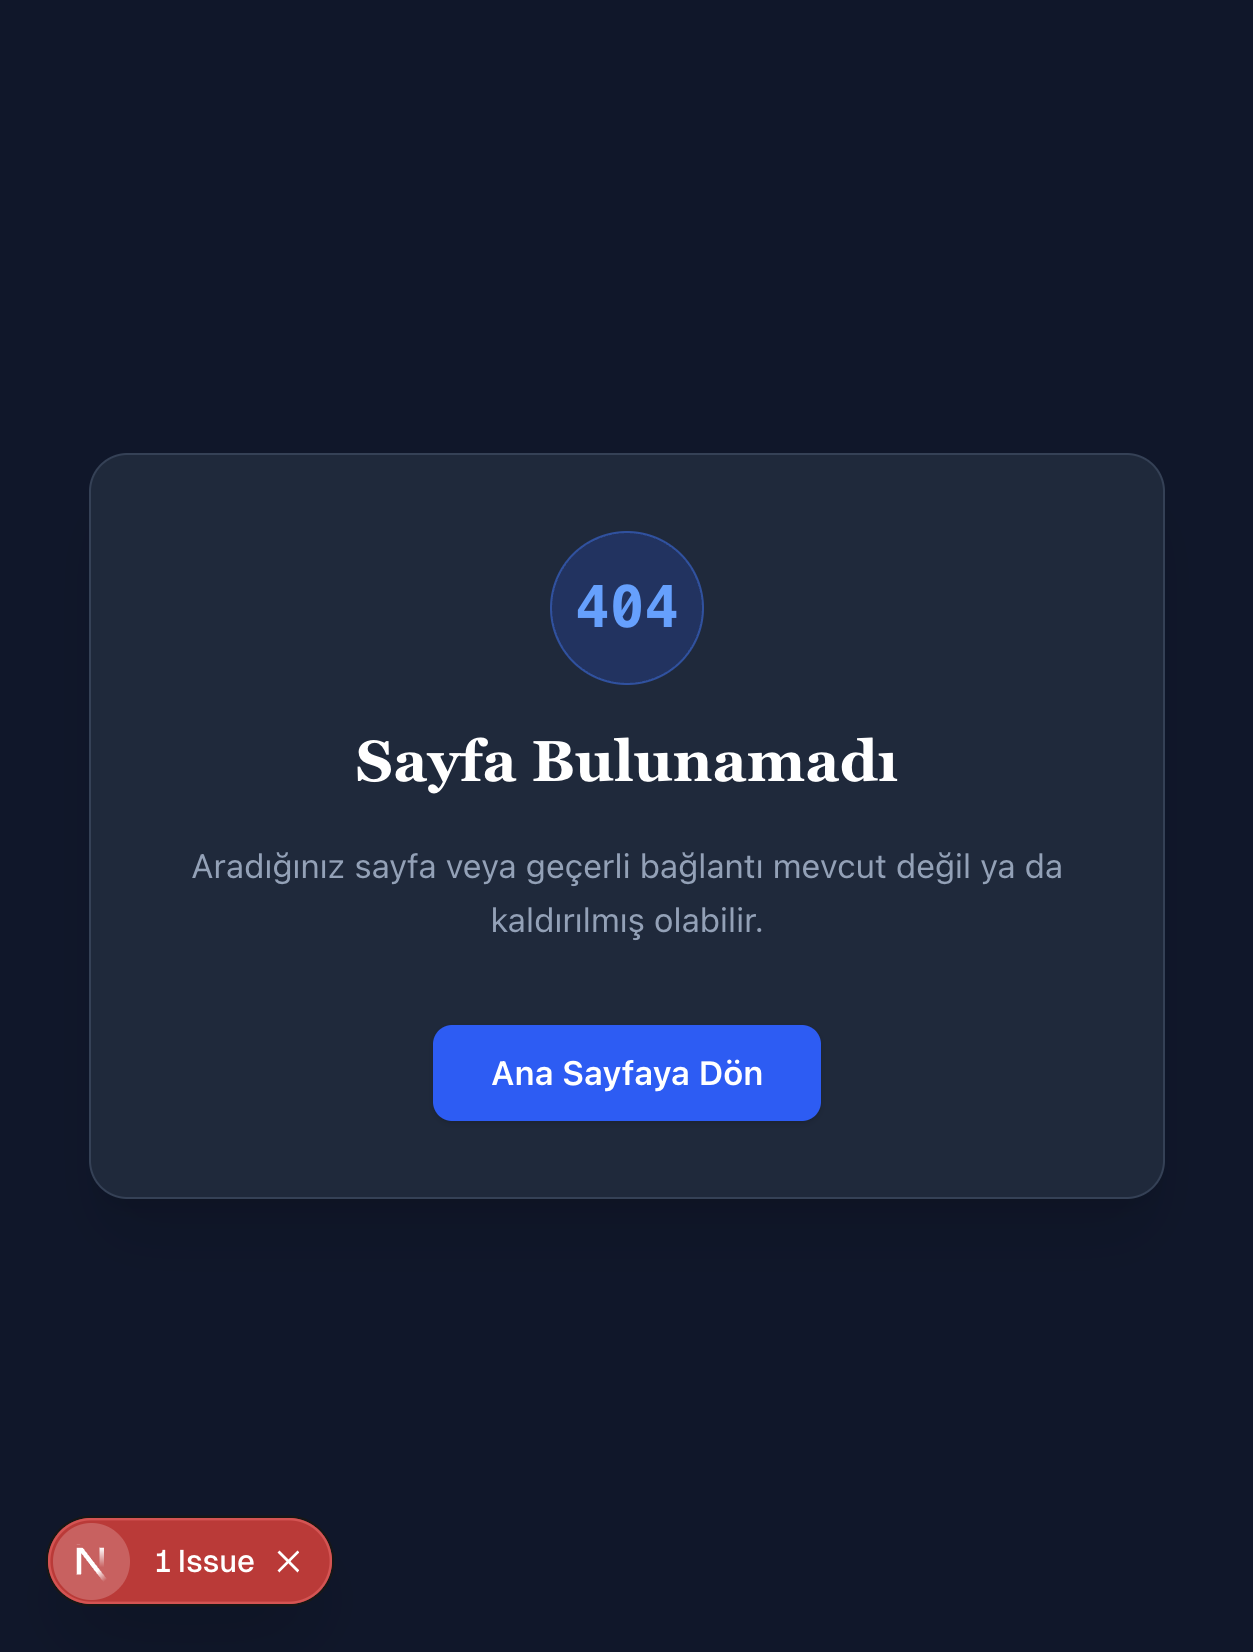 404
Sayfa Bulunamadı
Aradığınız sayfa veya geçerli bağlantı mevcut değil ya da
kaldırılmış olabilir.
Ana Sayfaya Dön
N 1 Issue